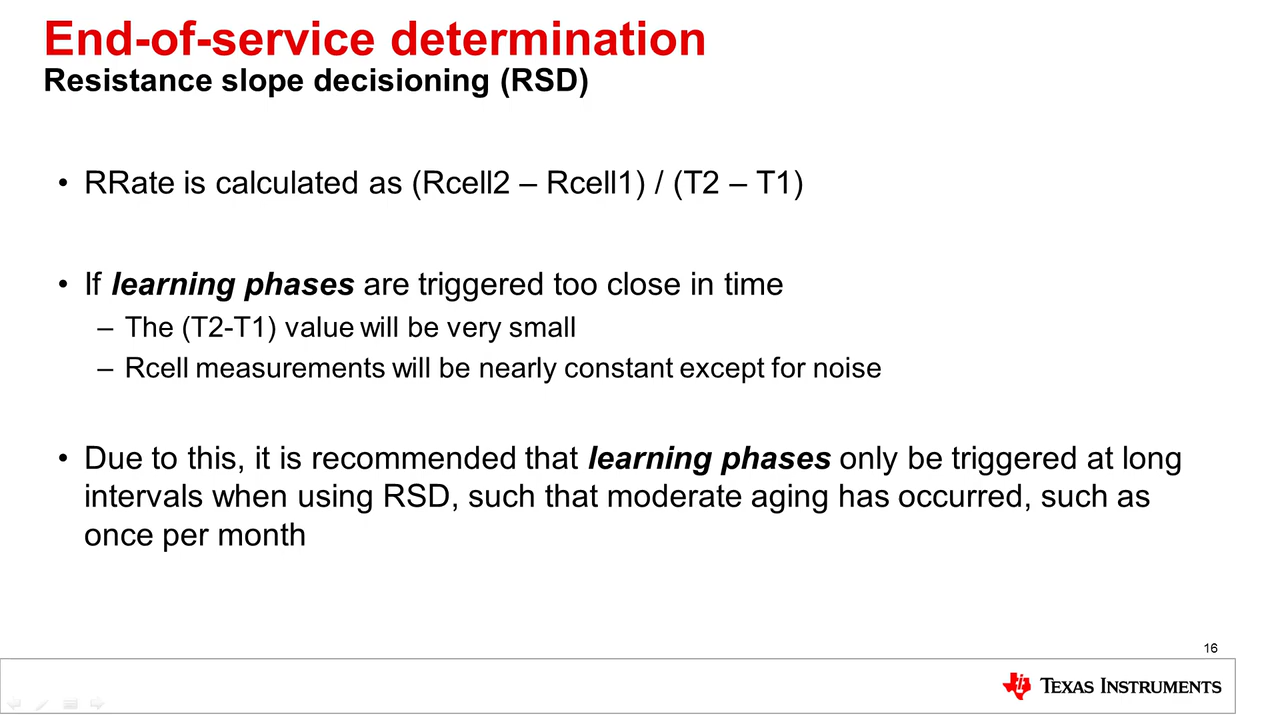 End-of-service determination
Resistance slope decisioning (RSD)
• RRate is calculated as (Rcell2 – Rcell1) / (T2 – T1)
• If learning phases are triggered too close in time
– The (T2-T1) value will be very small
– Rcell measurements will be nearly constant except for noise
• Due to this, it is recommended that learning phases only be triggered at long
intervals when using RSD, such that moderate aging has occurred, such as
once per month
16
TEXAS INSTRUMENTS